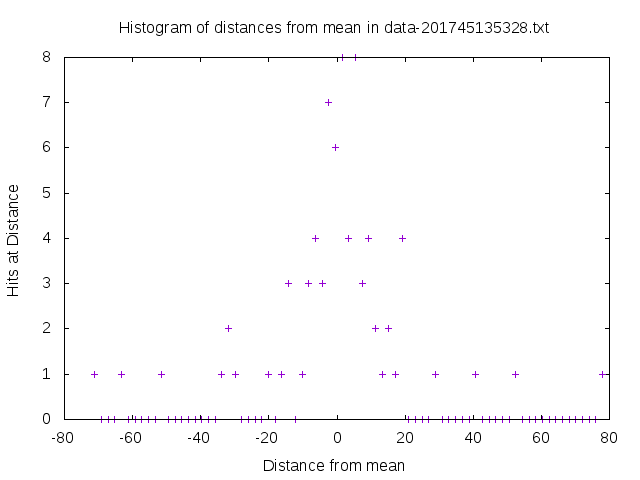 Histogram of distances from mean in data-201745135328.txt
8
7
6
5
4
3
2
1
0
Hits at Distance
-80 -60 -40 -20 0 20 40 60 80
Distance from mean